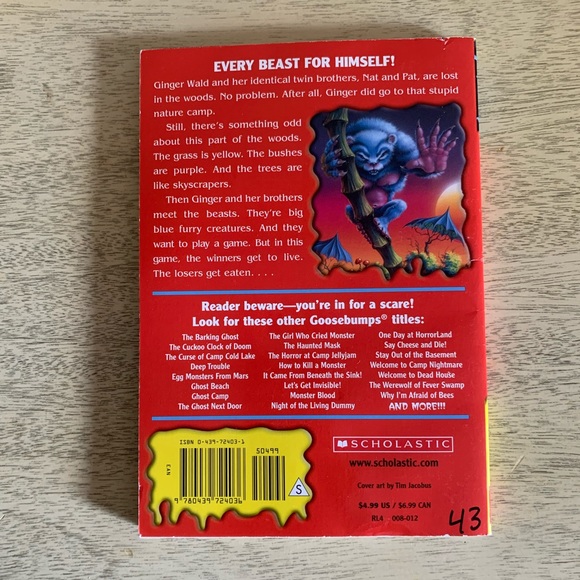 EVERY BEAST FOR HIMSELF!
Ginger Wald and her identical twin brothers, Nat and Pat, are lost
in the woods. No problem. After all, Ginger did go to that stupid
nature camp.
Still, there's something odd
about this part of the woods.
The grass is yellow. The bushes
are purple. And the trees are
like skyscrapers.
Then Ginger and her brothers
meet the beasts. They're big
blue furry creatures. And they
want to play a game. But in this
game, the winners get to live.
The losers get eaten. . . .
Reader beware—you're in for a scare!
Look for these other Goosebumps® titles:
The Barking Ghost
The Cuckoo Clock of Doom
The Curse of Camp Cold Lake
Deep Trouble
Egg Monsters From Mars
Ghost Beach
Ghost Camp
The Ghost Next Door
The Girl Who Cried Monster
The Haunted Mask
The Horror at Camp Jellyjam
How to Kill a Monster
It Came From Beneath the Sink!
Let's Get Invisible!
Monster Blood
Night of the Living Dummy
One Day at HorrorLand
Say Cheese and Die!
Stay Out of the Basement
Welcome to Camp Nightmare
Welcome to Dead House
The Werewolf of Fever Swamp
Why I'm Afraid of Bees
AND MORE!!!
ISBN 0-439-72403-1
50499
CAN
9 780439 724036
S
SCHOLASTIC
www.scholastic.com
Cover art by Tim Jacobus
$4.99 US / $6.99 CAN
RL4 008-012
43